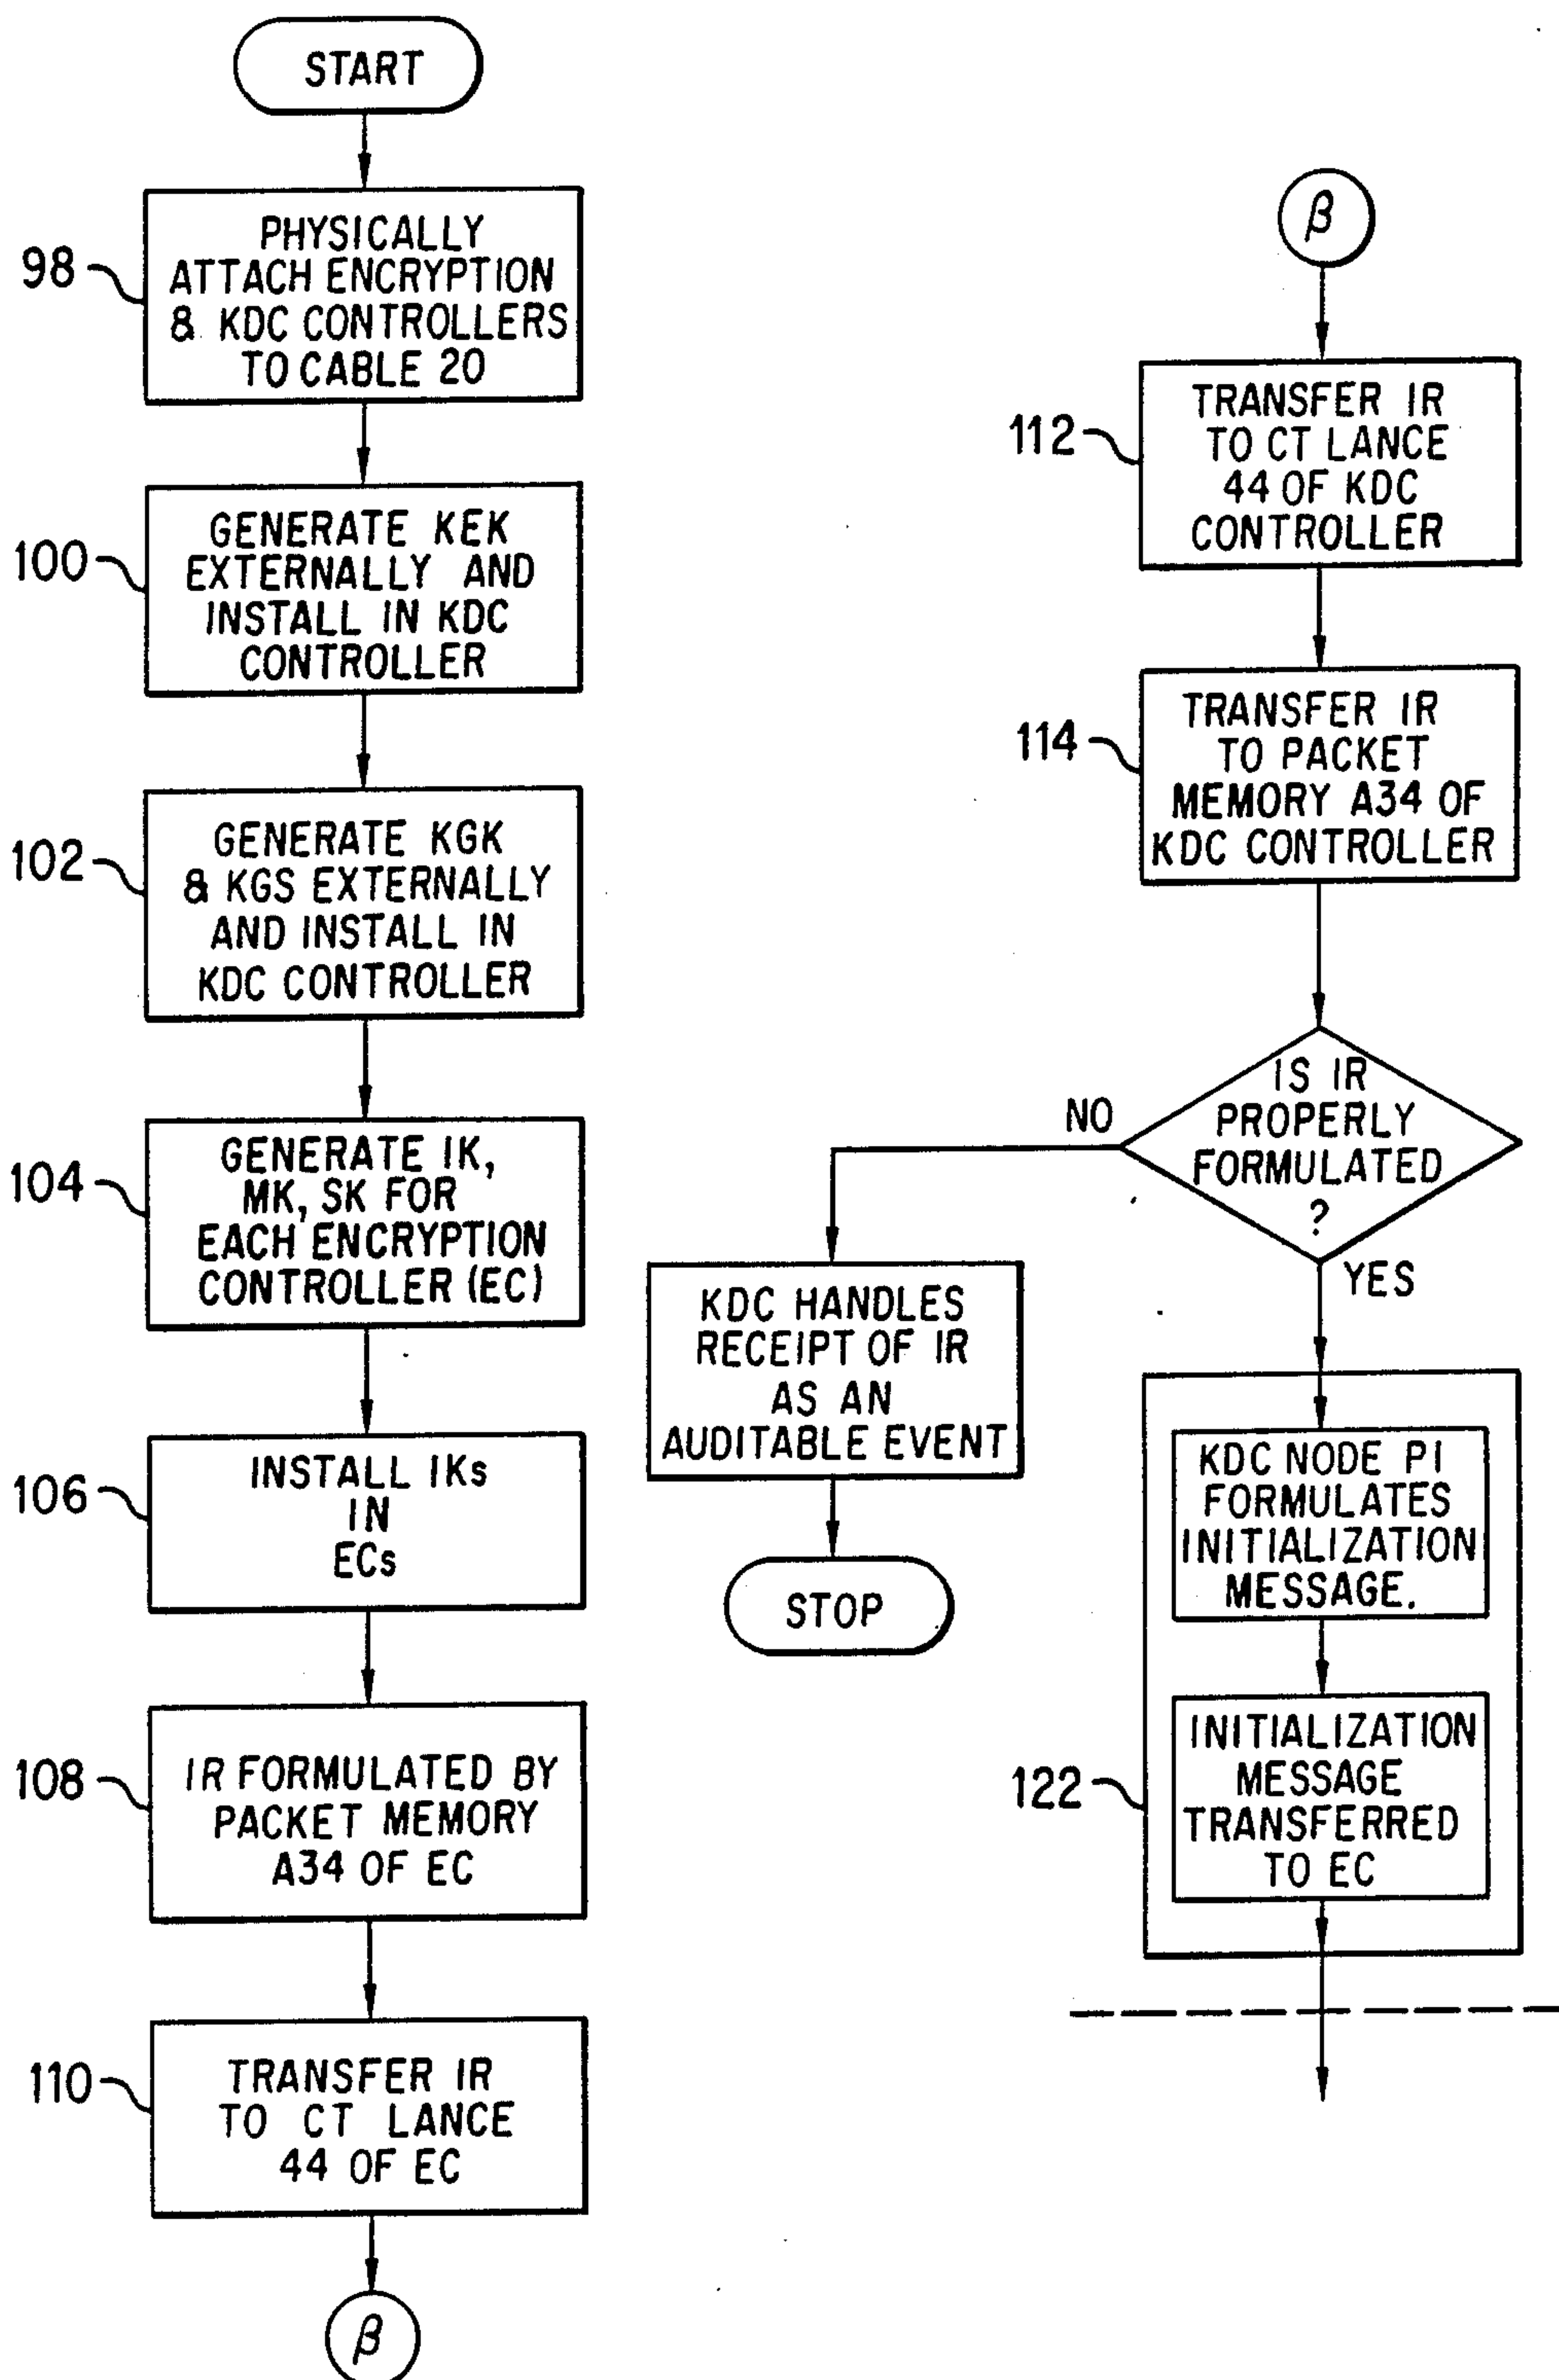 START
98
PHYSICALLY
ATTACH ENCRYPTION
& KDC CONTROLLERS
TO CABLE 20
100
GENERATE KEK
EXTERNALLY AND
INSTALL IN KDC
CONTROLLER
102
GENERATE KGK
& KGS EXTERNALLY
AND INSTALL IN
KDC CONTROLLER
104
GENERATE IK,
MK, SK FOR
EACH ENCRYPTION
CONTROLLER (EC)
106
INSTALL IKs
IN
ECs
108
IR FORMULATED BY
PACKET MEMORY
A34 OF EC
110
TRANSFER IR
TO CT LANCE
44 OF EC
β
β
112
TRANSFER IR
TO CT LANCE
44 OF KDC
CONTROLLER
114
TRANSFER IR
TO PACKET
MEMORY A34 OF
KDC CONTROLLER
IS IR
PROPERLY
FORMULATED
?
NO
YES
KDC HANDLES
RECEIPT OF IR
AS AN
AUDITABLE EVENT
STOP
KDC NODE PI
FORMULATES
INITIALIZATION
MESSAGE.
122
INITIALIZATION
MESSAGE
TRANSFERRED
TO EC